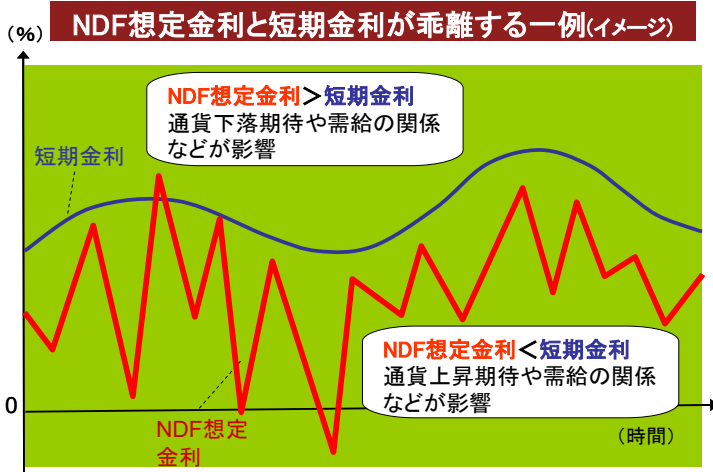 NDF想定金利と短期金利が乖離する一例(イメージ)
(%)
NDF想定金利＞短期金利
通貨下落期待や需給の関係
などが影響
短期金利
NDF想定金利＜短期金利
通貨上昇期待や需給の関係
などが影響
0
NDF想定
金利
(時間)